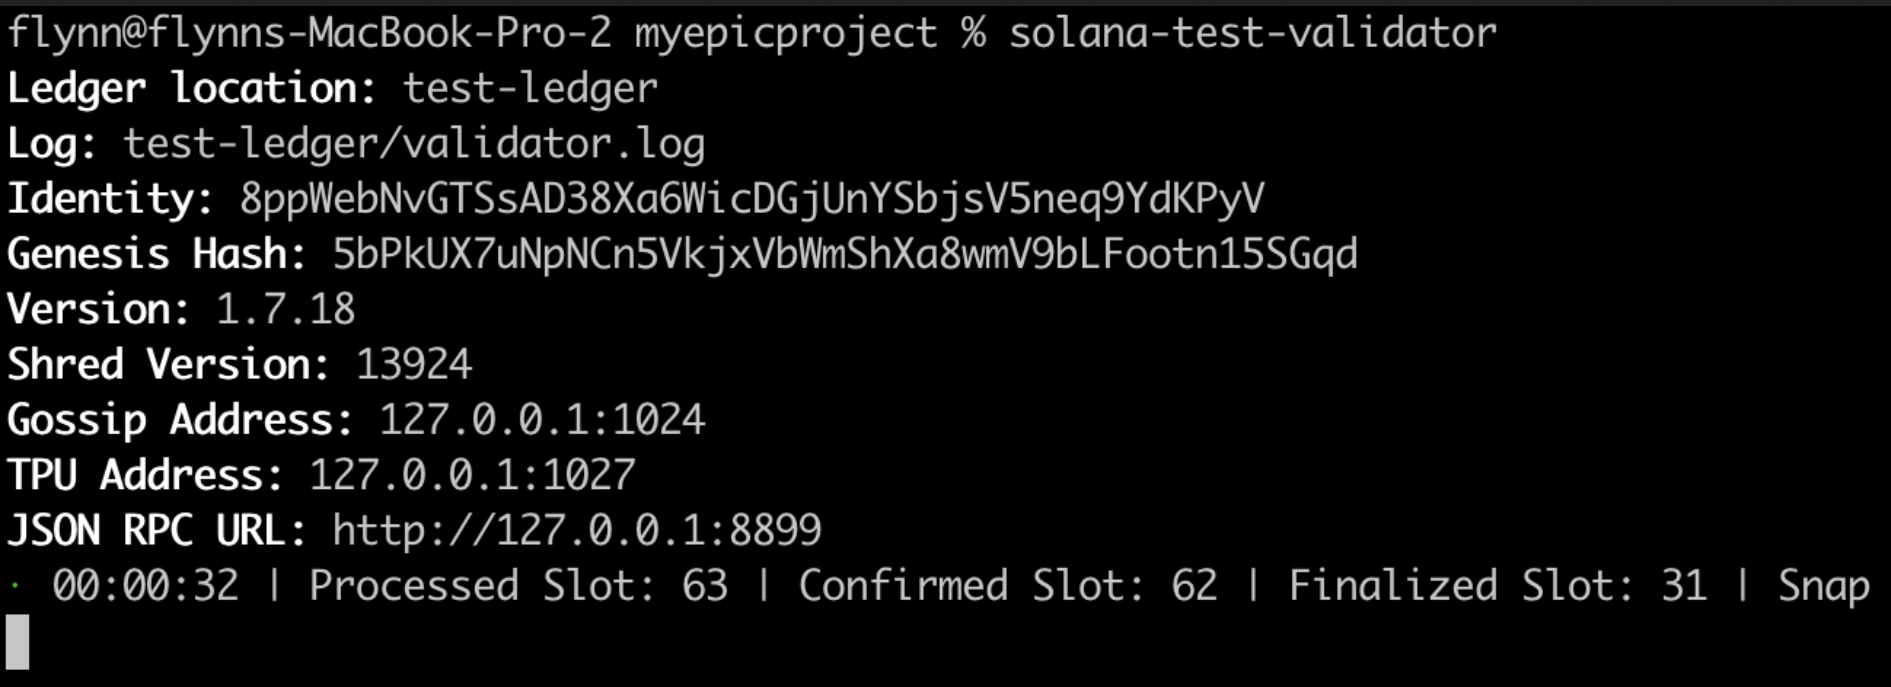 flynn@flynns-MacBook-Pro-2 myepicproject % solana-test-validator
Ledger location: test-ledger
Log: test-ledger/validator.log
Identity: 8ppWebNvGTSsAD38Xa6WicDGjUnYSbjsV5neq9YdKPyV
Genesis Hash: 5bPkUX7uNpNCn5VkjxVbWmShXa8wmV9bLFootn15SGqd
Version: 1.7.18
Shred Version: 13924
Gossip Address: 127.0.0.1:1024
TPU Address: 127.0.0.1:1027
JSON RPC URL: http://127.0.0.1:8899
· 00:00:32 | Processed Slot: 63 | Confirmed Slot: 62 | Finalized Slot: 31 | Snap